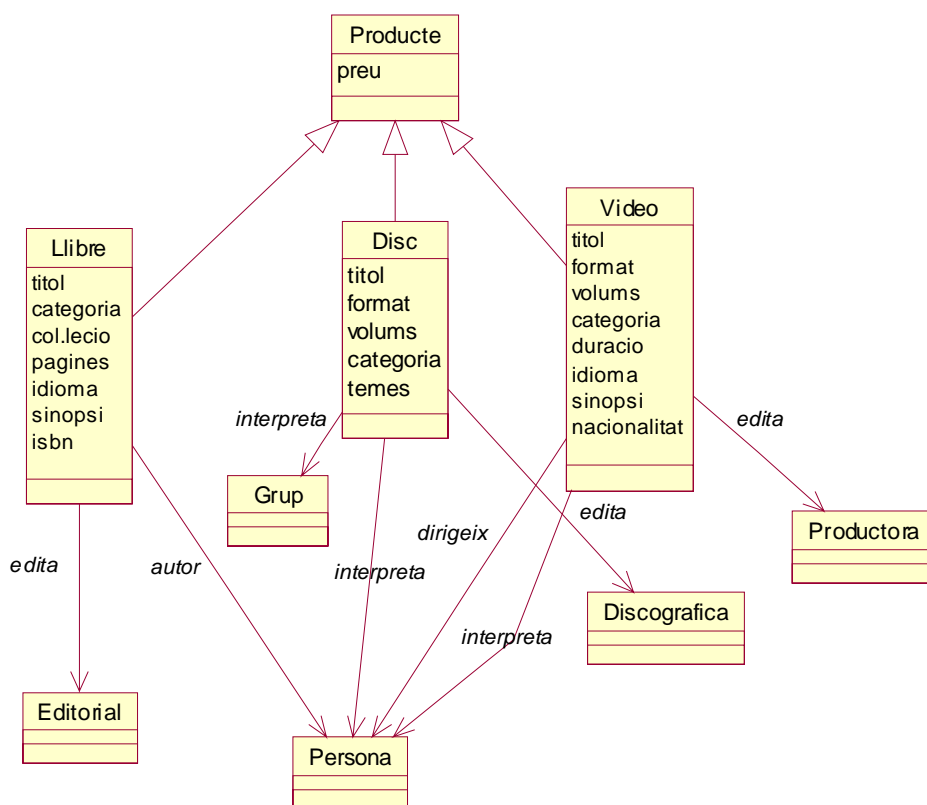 Producte
preu
Llibre
titol
categoria
col.lecio
pagines
idioma
sinopsi
isbn
Disc
titol
format
volums
categoria
temes
Video
titol
format
volums
categoria
duracio
idioma
sinopsi
nacionalitat
interpreta
edita
Grup
edita
dirigeix
Productora
edita
autor
interpreta
Discografica
interpreta
Editorial
Persona